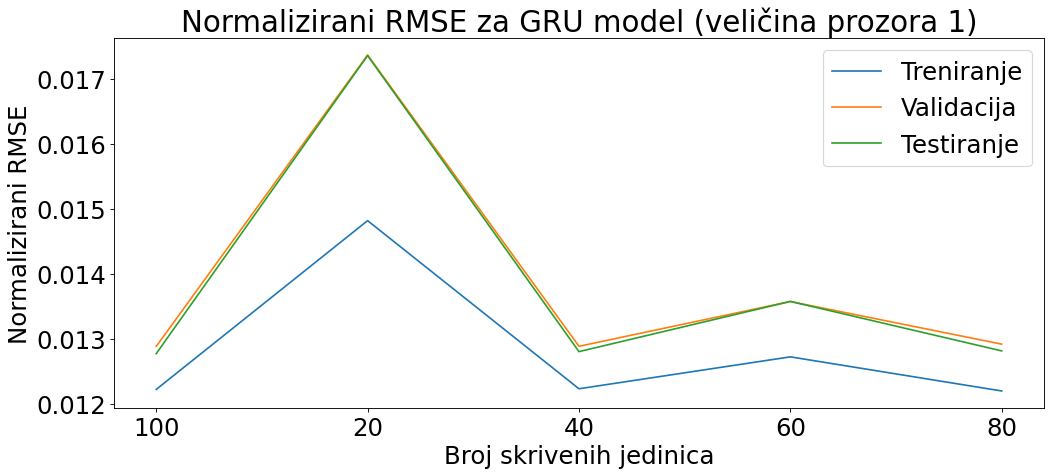 Normalizirani RMSE za GRU model (veličina prozora 1)
Normalizirani RMSE
0.017
0.016
0.015
0.014
0.013
0.012
Treniranje
Validacija
Testiranje
100 20 40 60 80
Broj skrivenih jedinica